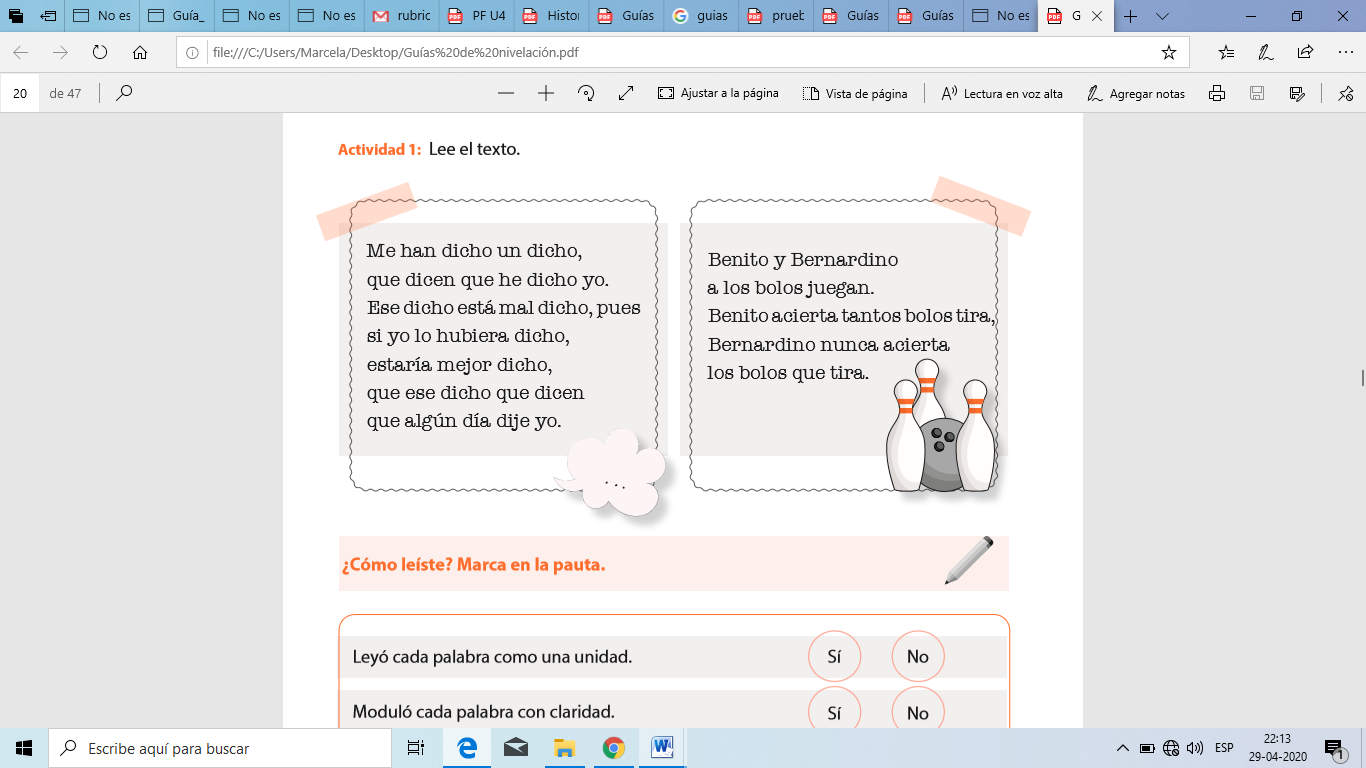 No es
Guía_
No es
No es
rubric
PF U4
Histor
Guías
guias
prueb
Guías
Guías
No es
G
file:///C:/Users/Marcela/Desktop/Guías%20de%20nivelación.pdf
20 de 47
Ajustar a la página
Vista de página
Lectura en voz alta
Agregar notas
Actividad 1: Lee el texto.
Me han dicho un dicho,
que dicen que he dicho yo.
Ese dicho está mal dicho, pues
si yo lo hubiera dicho,
estaría mejor dicho,
que ese dicho que dicen
que algún día dije yo.
...
Benito y Bernardino
a los bolos juegan.
Benito acierta tantos bolos tira,
Bernardino nunca acierta
los bolos que tira.
¿Cómo leíste? Marca en la pauta.
Leyó cada palabra como una unidad. Sí No
Moduló cada palabra con claridad. Sí No
Escribe aquí para buscar
ESP
22:13
29-04-2020
1